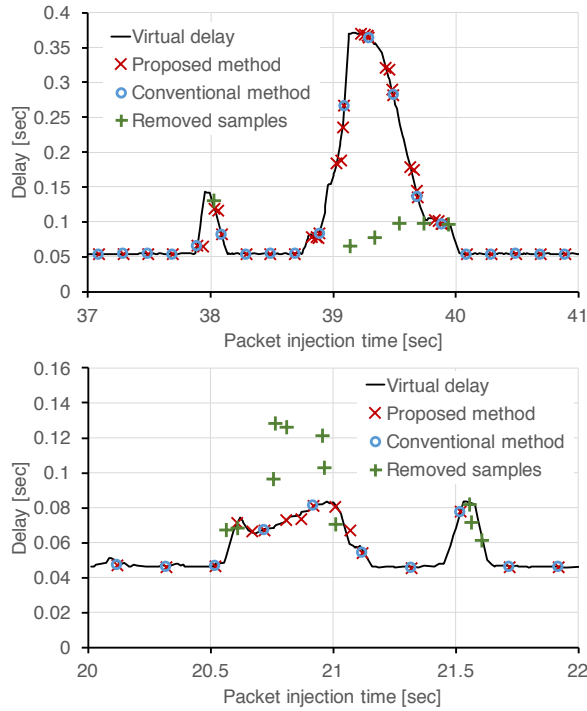 0.4
0.35
0.3
0.25
0.2
0.15
0.1
0.05
0
Delay [sec]
Virtual delay
Proposed method
Conventional method
Removed samples
37 38 39 40 41
Packet injection time [sec]
0.16
0.14
0.12
0.1
0.08
0.06
0.04
0.02
0
Delay [sec]
Virtual delay
Proposed method
Conventional method
Removed samples
20 20.5 21 21.5 22
Packet injection time [sec]